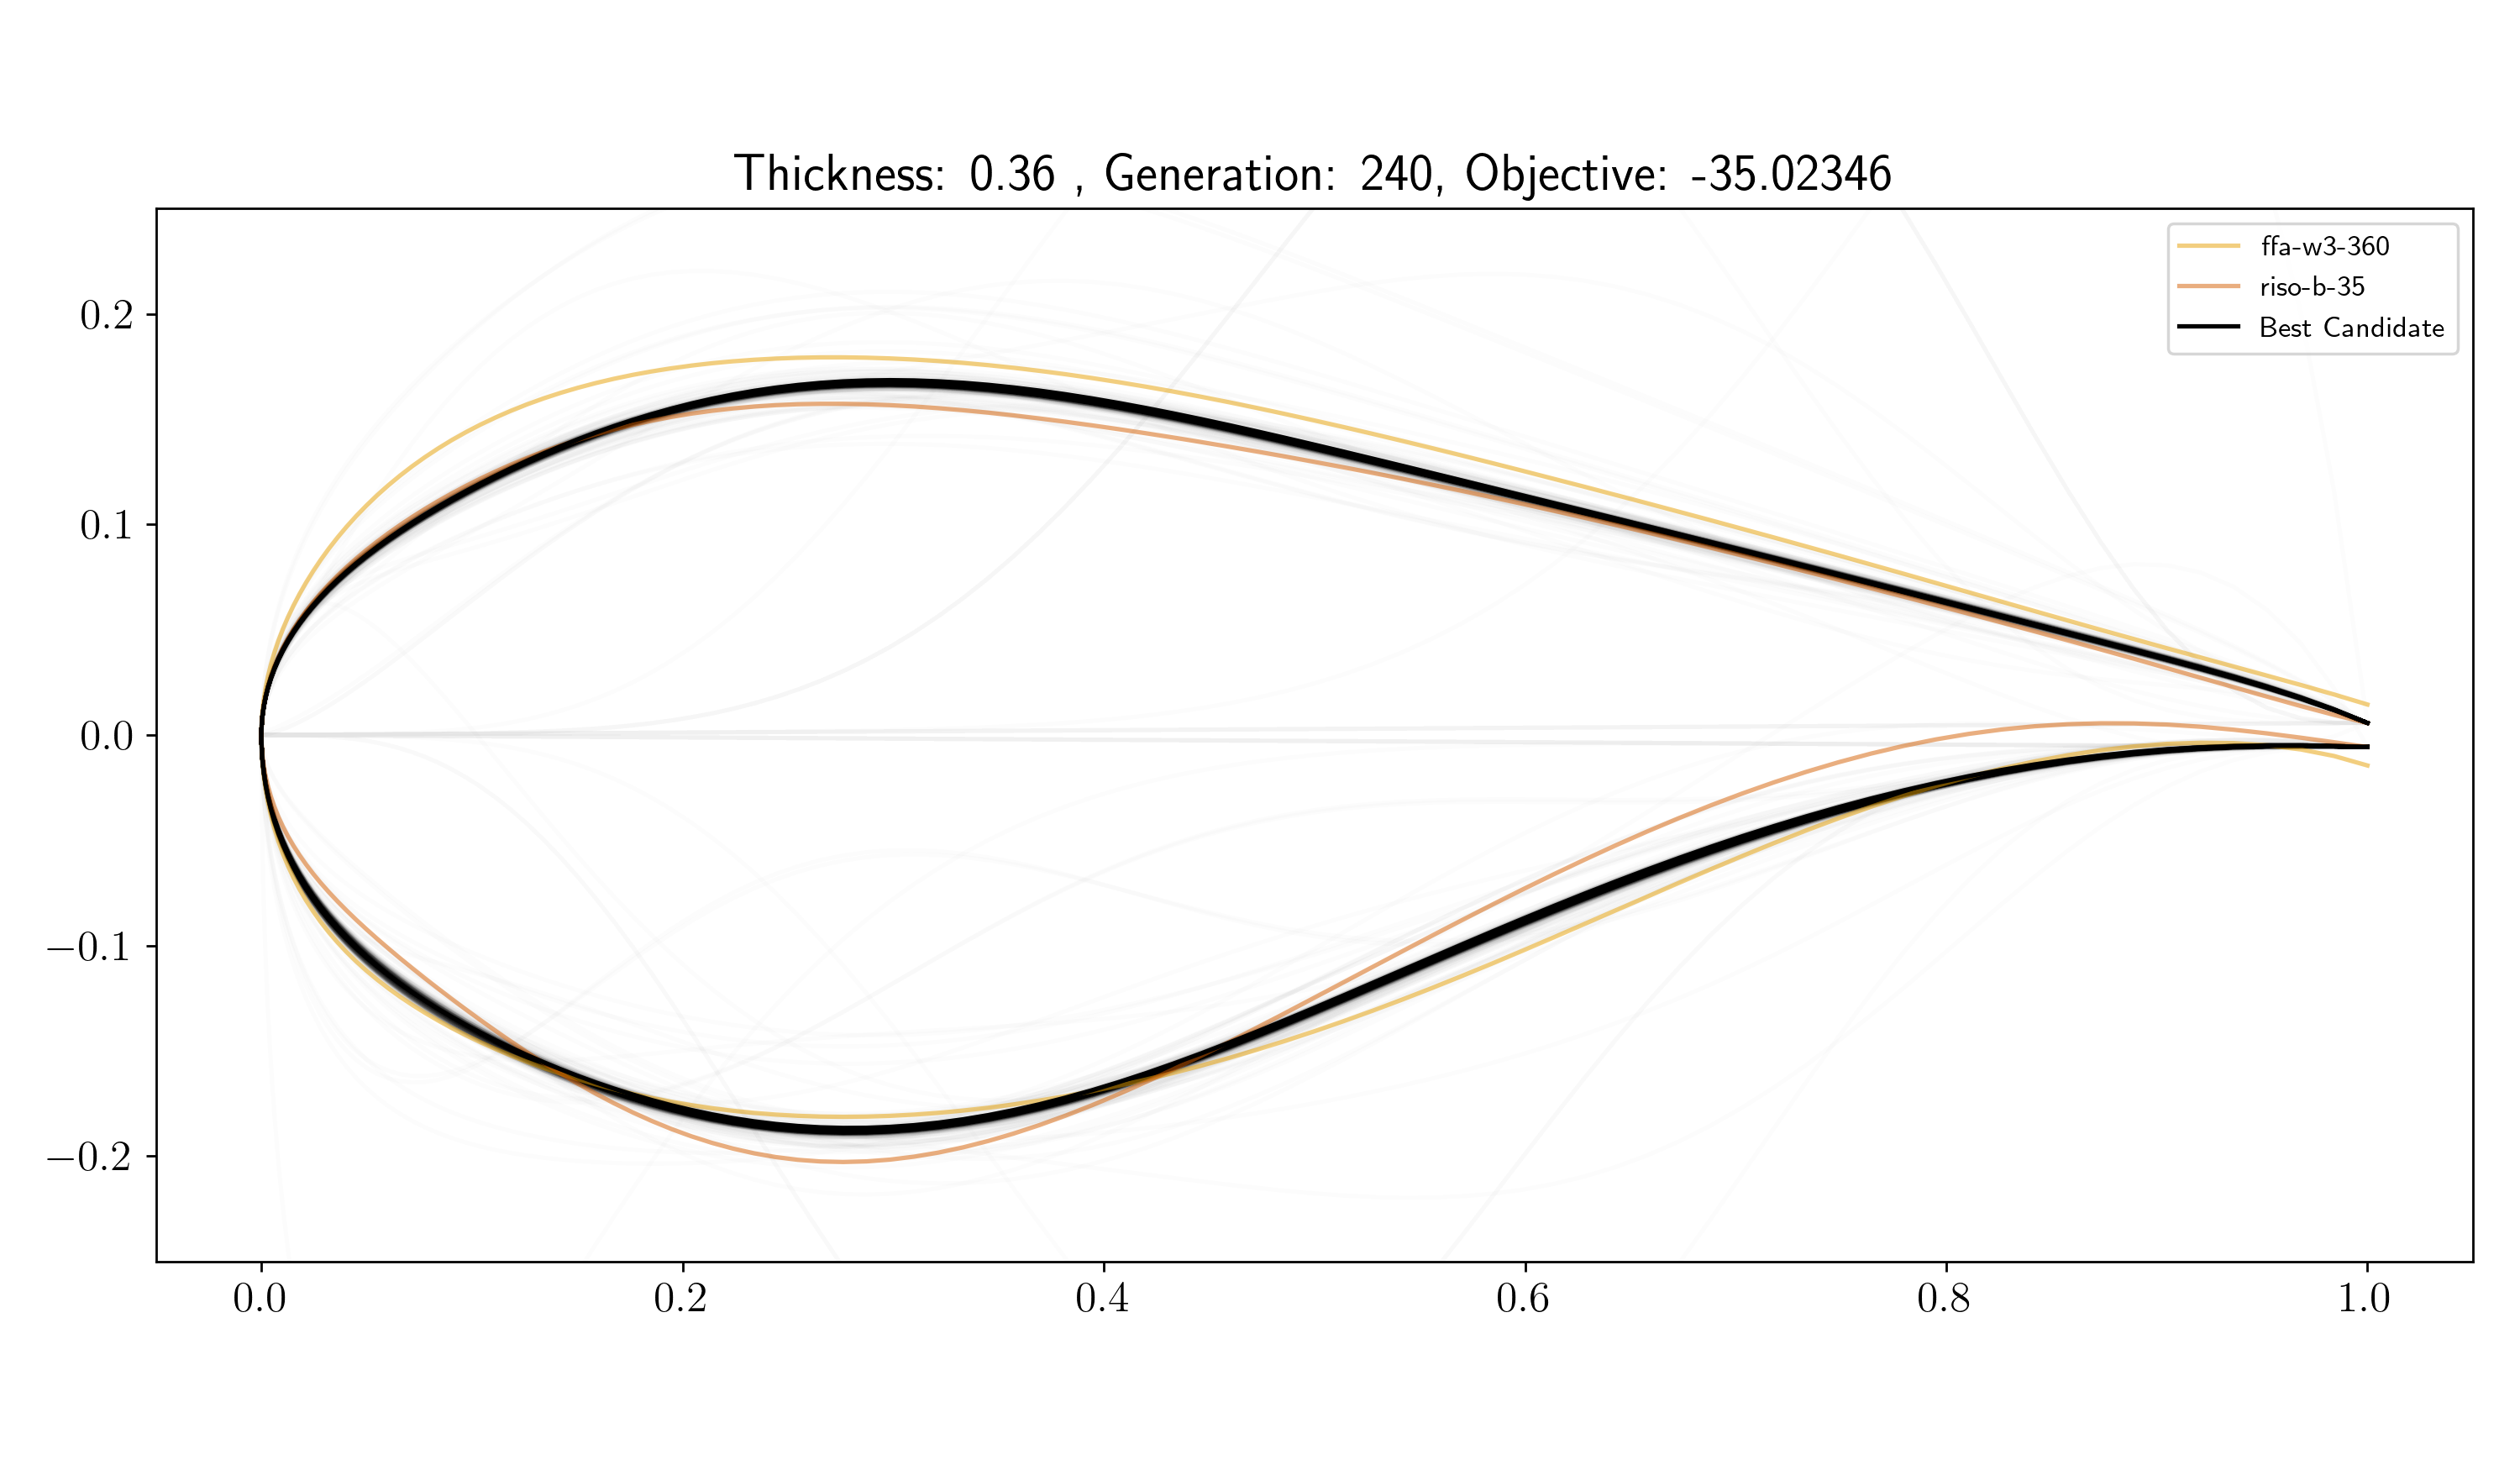 Thickness: 0.36 , Generation: 240, Objective: -35.02346
ffa-w3-360
riso-b-35
Best Candidate
0.2
0.1
0.0
−0.1
−0.2
0.0 0.2 0.4 0.6 0.8 1.0